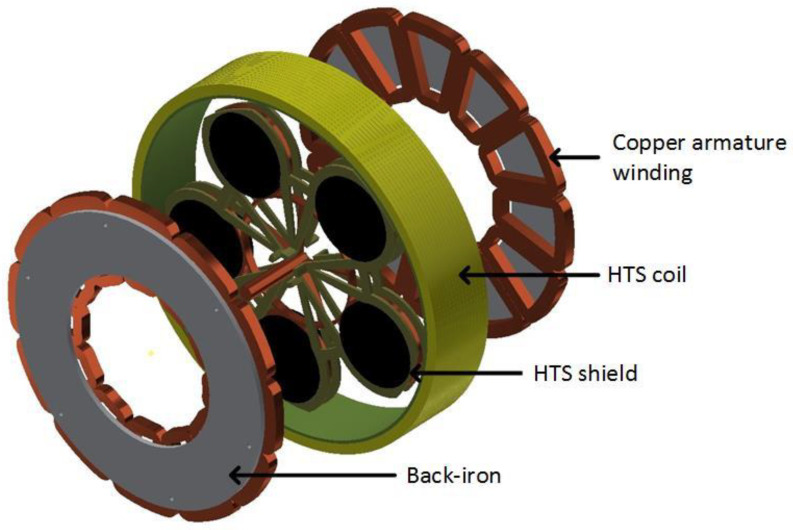 Copper armature
winding
HTS coil
HTS shield
Back-iron